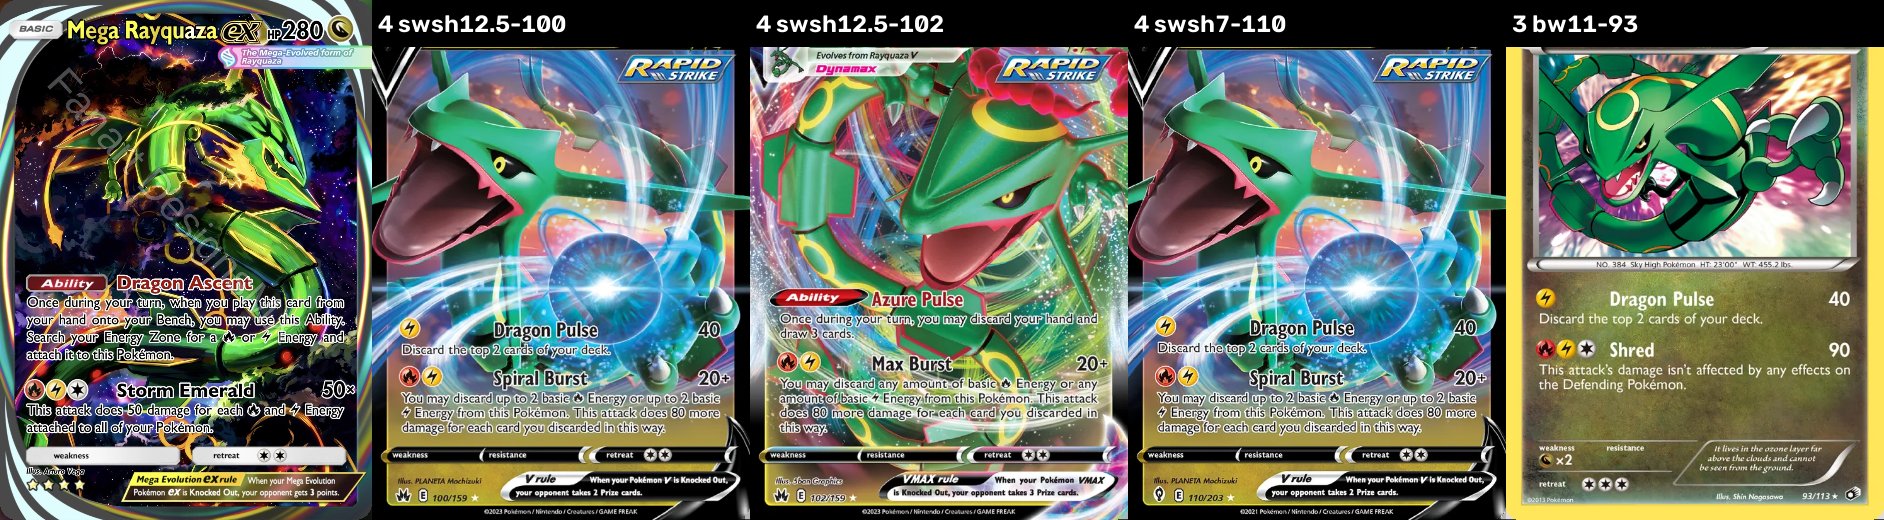 BASIC Mega Rayquaza ex HP 280
The Mega-Evolved form of
Rayquaza
Ability Dragon Ascent
Once during your turn, when you play this card from
your hand onto your Bench, you may use this Ability.
Search your Energy Zone for a or Energy and
attach it to this Pokémon.
Storm Emerald 50×
This attack does 50 damage for each and Energy
attached to all of your Pokémon.
weakness retreat
Illus. Arturo Vega
Mega Evolution ex rule When your Mega Evolution
Pokémon ex is Knocked Out, your opponent gets 3 points.
4 swsh12.5-100
RAPID
STRIKE
Dragon Pulse 40
Discard the top 2 cards of your deck.
Spiral Burst 20+
You may discard up to 2 basic Energy or up to 2 basic
Energy from this Pokémon. This attack does 80 more
damage for each card you discarded in this way.
weakness resistance retreat
Illus. PLANETA Mochizuki
V rule When your Pokémon V is Knocked Out,
your opponent takes 2 Prize cards.
E 100/159
©2023 Pokémon / Nintendo / Creatures / GAME FREAK
4 swsh12.5-102
Evolves from Rayquaza V
Dynamax
RAPID
STRIKE
Ability Azure Pulse
Once during your turn, you may discard your hand and
draw 3 cards.
Max Burst 20+
You may discard any amount of basic Energy or any
amount of basic Energy from this Pokémon. This attack
does 80 more damage for each card you discarded in
this way.
weakness resistance retreat
Illus. 5ban Graphics
VMAX rule When your Pokémon VMAX
is Knocked Out, your opponent takes 3 Prize cards.
E 102/159
©2023 Pokémon / Nintendo / Creatures / GAME FREAK
4 swsh7-110
RAPID
STRIKE
Dragon Pulse 40
Discard the top 2 cards of your deck.
Spiral Burst 20+
You may discard up to 2 basic Energy or up to 2 basic
Energy from this Pokémon. This attack does 80 more
damage for each card you discarded in this way.
weakness resistance retreat
Illus. PLANETA Mochizuki
V rule When your Pokémon V is Knocked Out,
your opponent takes 2 Prize cards.
E 110/203
©2021 Pokémon / Nintendo / Creatures / GAME FREAK
3 bw11-93
NO. 384 Sky High Pokémon HT: 23'00" WT: 455.2 lbs.
Dragon Pulse 40
Discard the top 2 cards of your deck.
Shred 90
This attack's damage isn't affected by any effects on
the Defending Pokémon.
weakness resistance
×2
It lives in the ozone layer far
above the clouds and cannot
be seen from the ground.
retreat
©2013 Pokémon
Illus. Shin Nagasawa 93/113